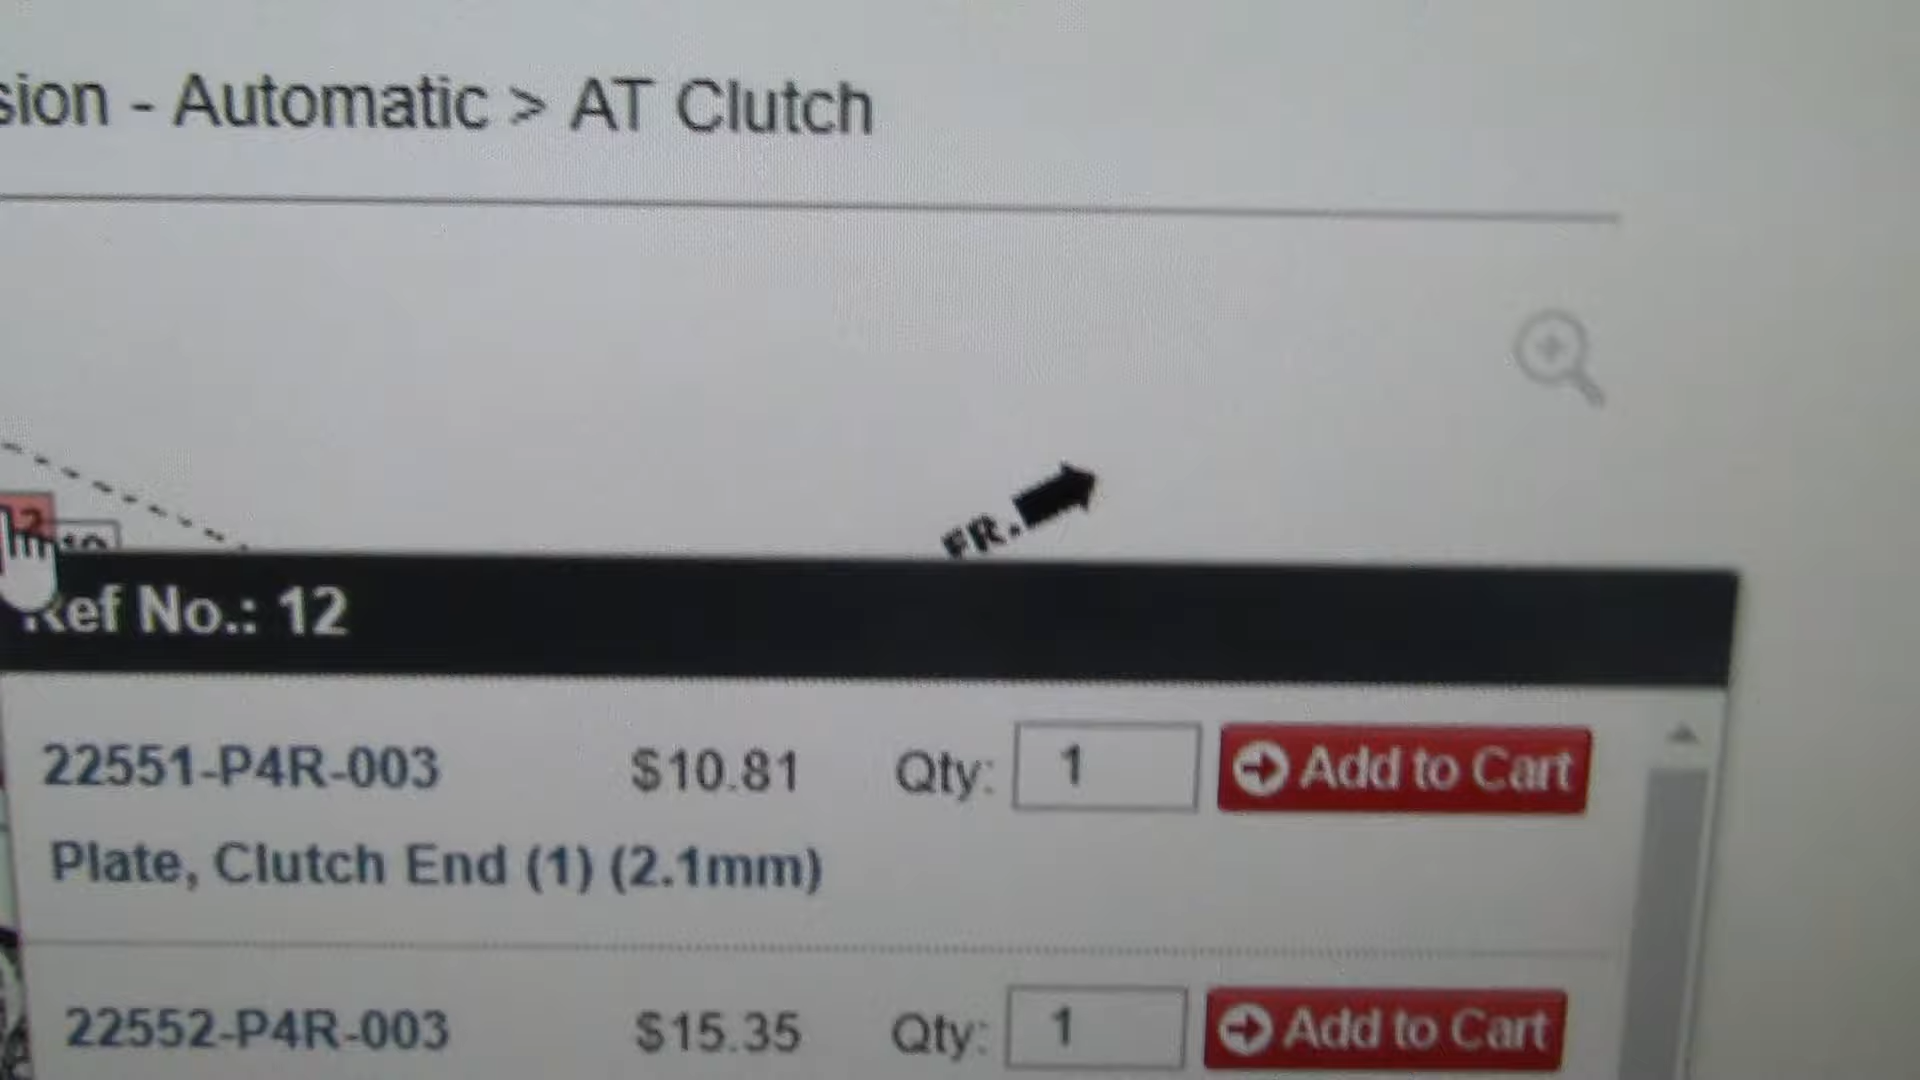 sion - Automatic > AT Clutch
FR.
Ref No.: 12
22551-P4R-003 $10.81 Qty: 1 Add to Cart
Plate, Clutch End (1) (2.1mm)
22552-P4R-003 $15.35 Qty: 1 Add to Cart